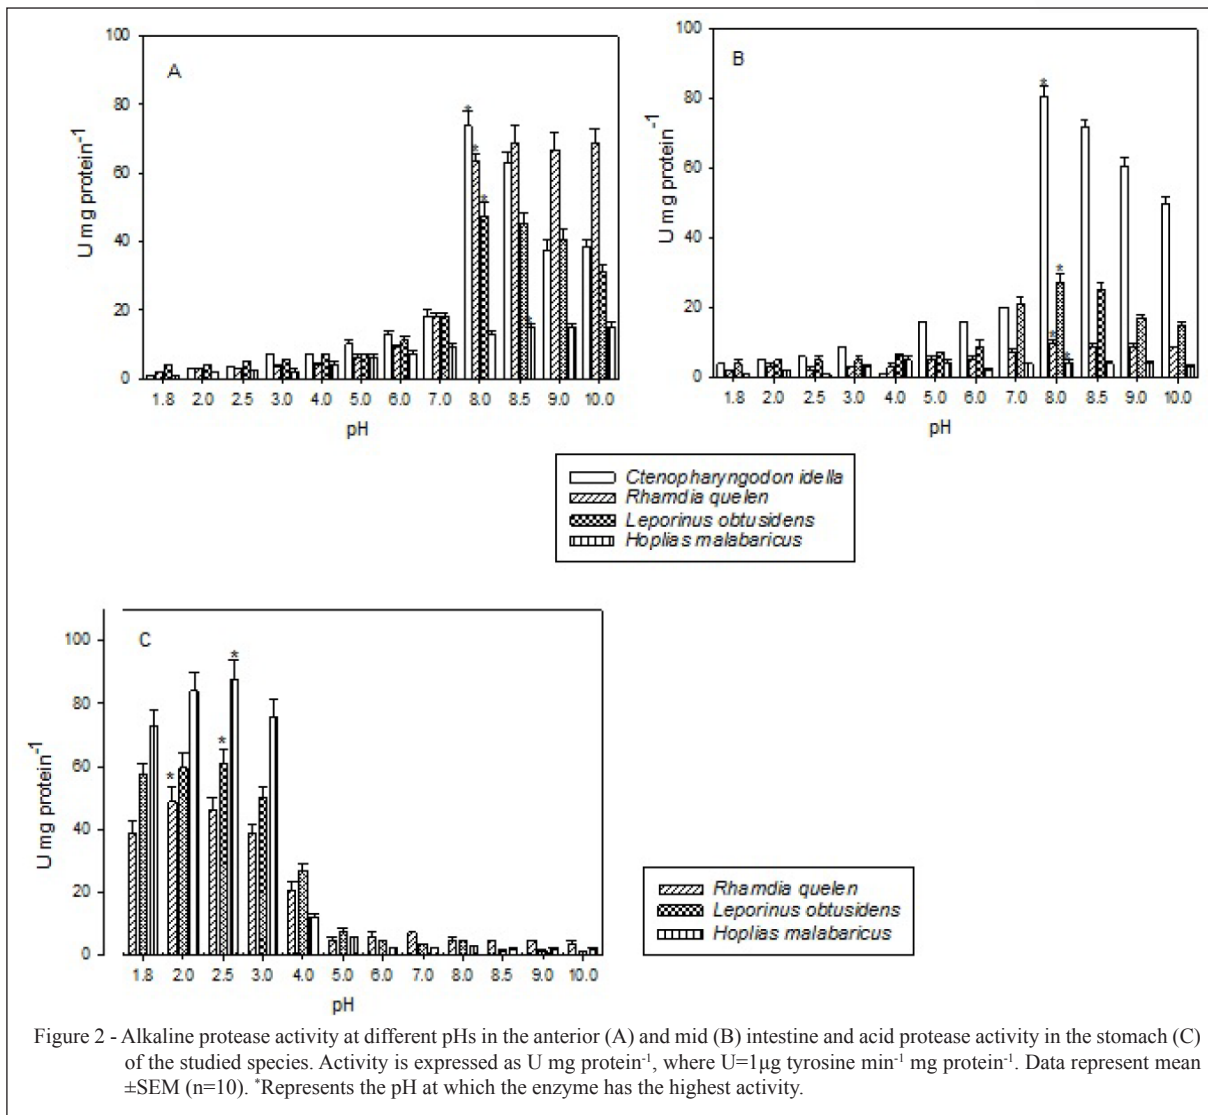 100
80
60
40
20
0
U mg protein-1
A
* * * *
1.8 2.0 2.5 3.0 4.0 5.0 6.0 7.0 8.0 8.5 9.0 10.0
pH
100
80
60
40
20
0
U mg protein-1
B
* * * *
1.8 2.0 2.5 3.0 4.0 5.0 6.0 7.0 8.0 8.5 9.0 10.0
pH
Ctenopharyngodon idella
Rhamdia quelen
Leporinus obtusidens
Hoplias malabaricus
100
80
60
40
20
0
U mg protein-1
C
* * *
1.8 2.0 2.5 3.0 4.0 5.0 6.0 7.0 8.0 8.5 9.0 10.0
pH
Rhamdia quelen
Leporinus obtusidens
Hoplias malabaricus
Figure 2 - Alkaline protease activity at different pHs in the anterior (A) and mid (B) intestine and acid protease activity in the stomach (C)
of the studied species. Activity is expressed as U mg protein-1, where U=1µg tyrosine min-1 mg protein-1. Data represent mean
±SEM (n=10). *Represents the pH at which the enzyme has the highest activity.